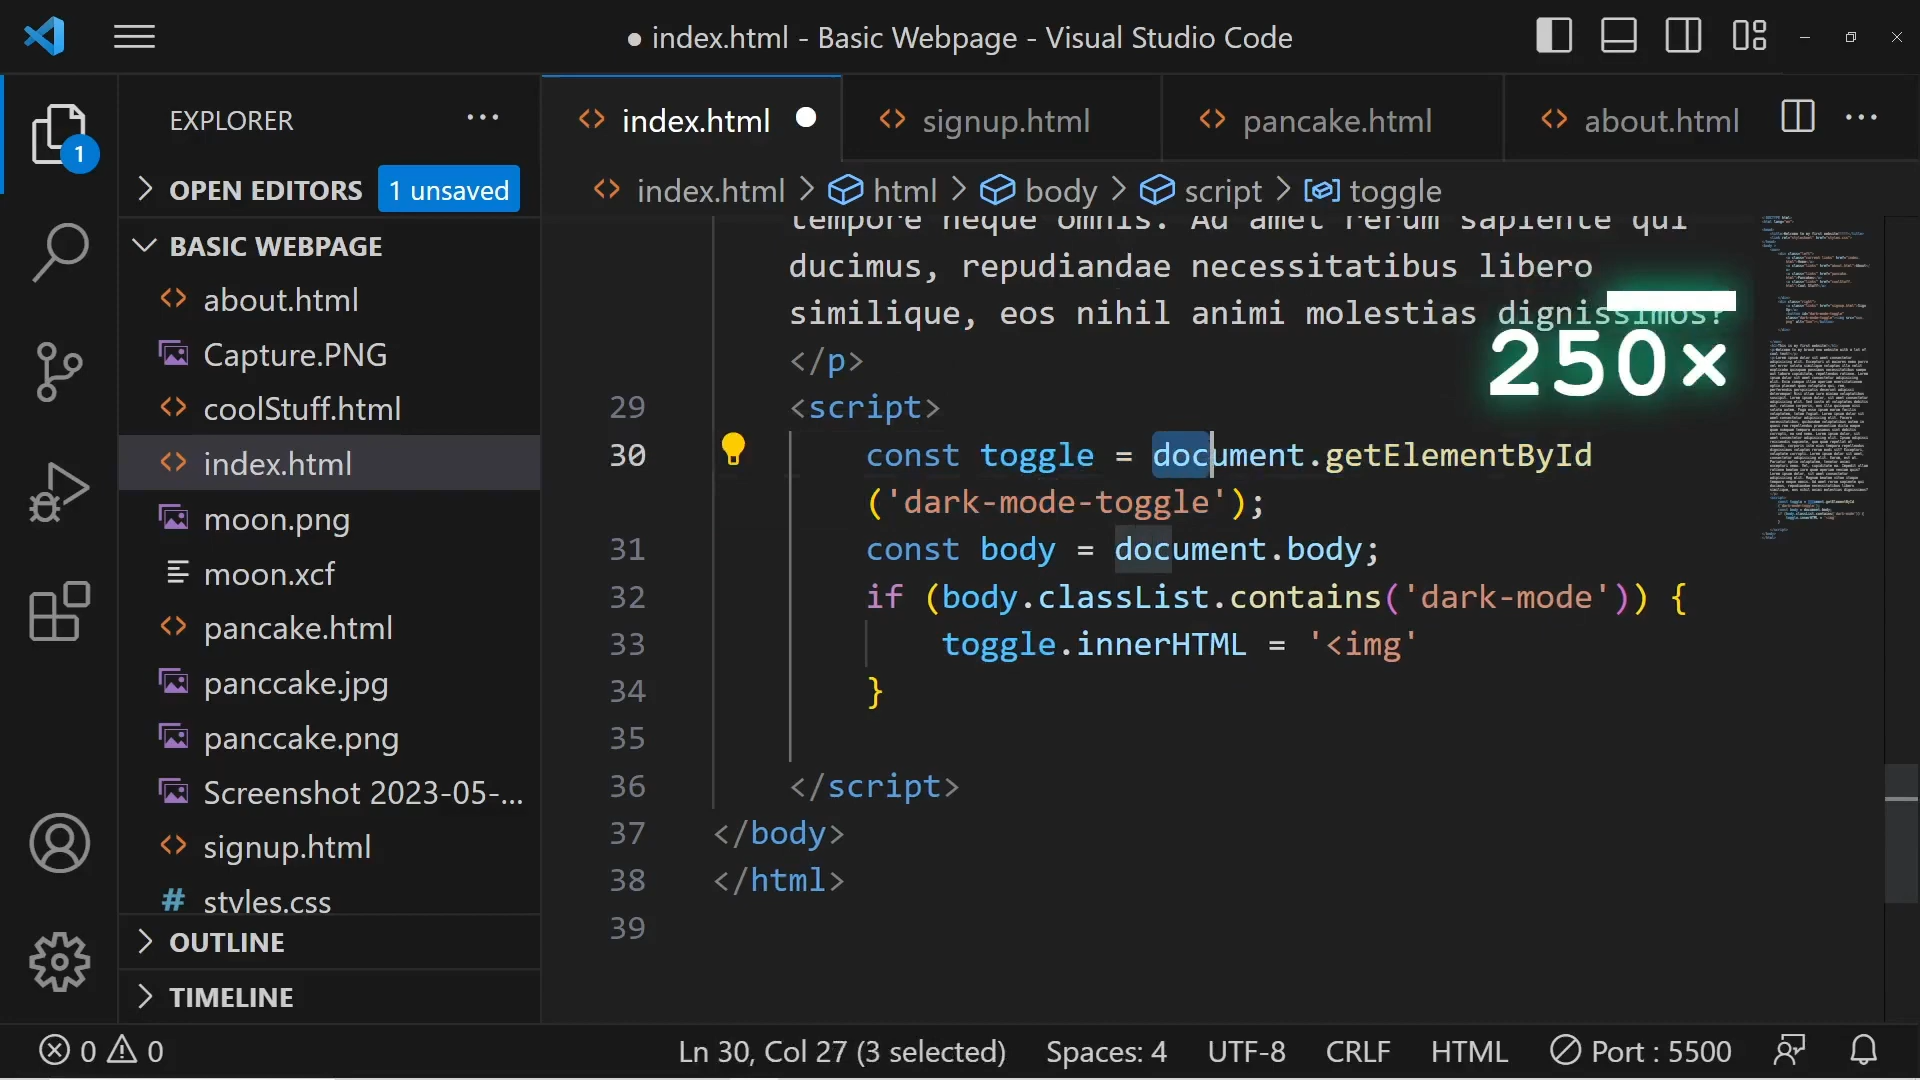 ● index.html - Basic Webpage - Visual Studio Code
EXPLORER
index.html
signup.html
pancake.html
about.html
1
OPEN EDITORS
1 unsaved
index.html > html > body > script > toggle
BASIC WEBPAGE
about.html
Capture.PNG
coolStuff.html
index.html
moon.png
moon.xcf
pancake.html
panccake.jpg
panccake.png
Screenshot 2023-05-...
signup.html
# styles.css
OUTLINE
TIMELINE
tempore neque omnis. Ad amet rerum sapiente qui
ducimus, repudiandae necessitatibus libero
similique, eos nihil animi molestias dignissimos?
</p>
250×
29 <script>
30 const toggle = document.getElementById
('dark-mode-toggle');
31 const body = document.body;
32 if (body.classList.contains('dark-mode')) {
33 toggle.innerHTML = '<img'
34 }
35
36 </script>
37 </body>
38 </html>
39
0 0
Ln 30, Col 27 (3 selected)
Spaces: 4
UTF-8
CRLF
HTML
Port : 5500